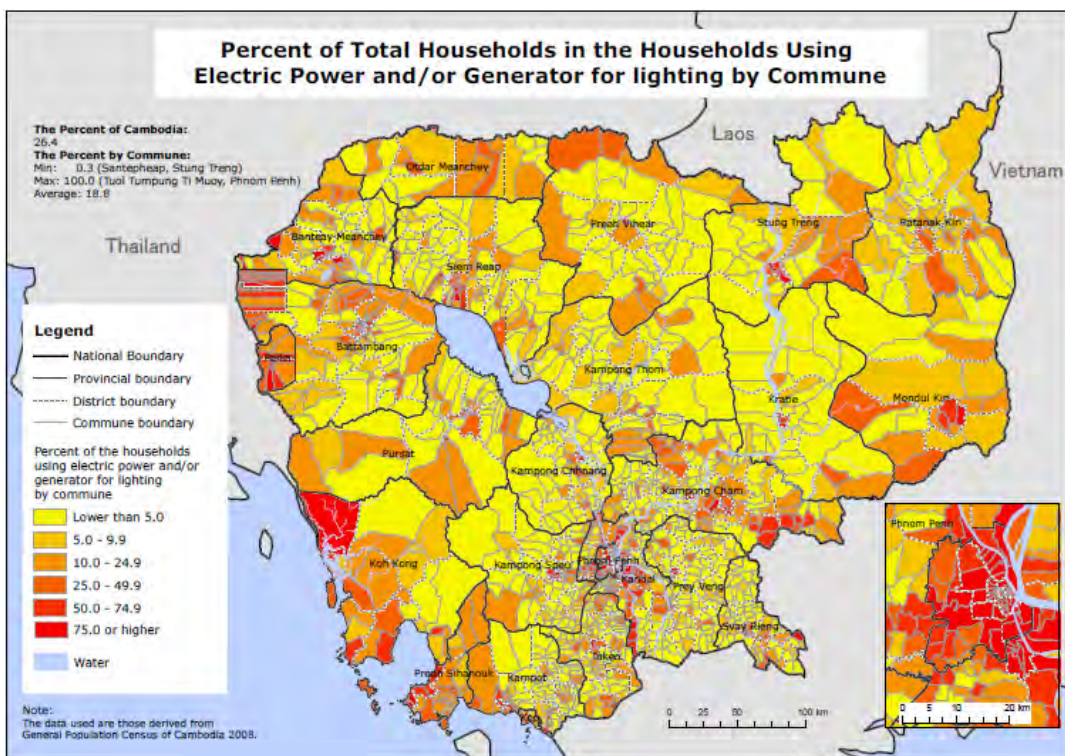 Percent of Total Households in the Households Using
Electric Power and/or Generator for lighting by Commune
The Percent of Cambodia:
26.4
The Percent by Commune:
Min: 0.3 (Santepheap, Stung Treng)
Max: 100.0 (Tuol Tumpung Ti Muoy, Phnom Penh)
Average: 18.8
Laos
Vietnam
Thailand
Otdar Meanchey
Banteay Meanchey
Siem Reap
Preah Vihear
Stung Treng
Ratanak Kiri
Battambang
Pailin
Kampong Thom
Kratie
Mondul Kiri
Pursat
Kampong Chhnang
Kampong Cham
Koh Kong
Kampong Speu
Phnom Penh
Kandal
Prey Veng
Svay Rieng
Takeo
Preah Sihanouk
Kampot
Legend
National Boundary
Provincial boundary
District boundary
Commune boundary
Percent of the households
using electric power and/or
generator for lighting
by commune
Lower than 5.0
5.0 - 9.9
10.0 - 24.9
25.0 - 49.9
50.0 - 74.9
75.0 or higher
Water
Note:
The data used are those derived from
General Population Census of Cambodia 2008.
0 25 50 100 km
Phnom Penh
0 5 10 20 km